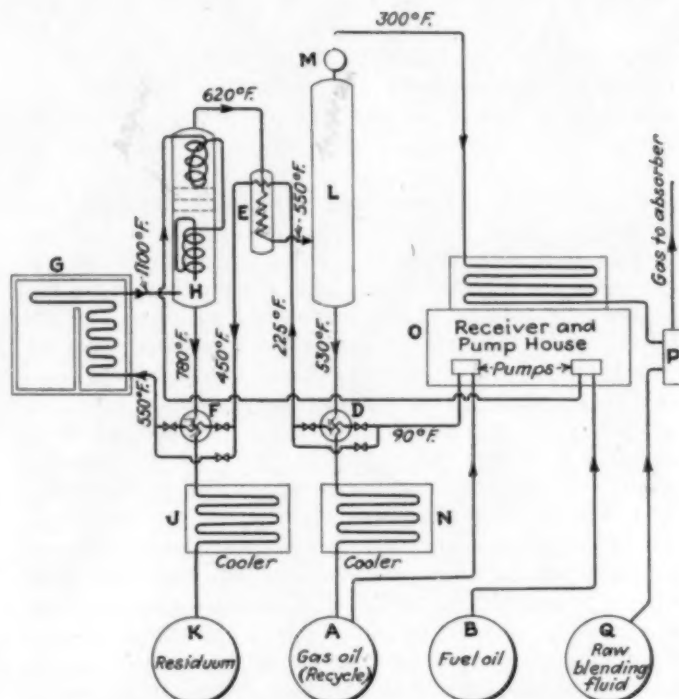 300°F.
M
620°F.
L
E
550°F.
Gas to absorber
G
1100°F.
H
O
Receiver and
Pump House
Pumps
P
780°F.
450°F.
225°F.
530°F.
550°F.
F
D
90°F.
J
Cooler
N
Cooler
K
Residuum
A
Gas oil
(Recycle)
B
Fuel oil
Q
Raw
blending
fluid